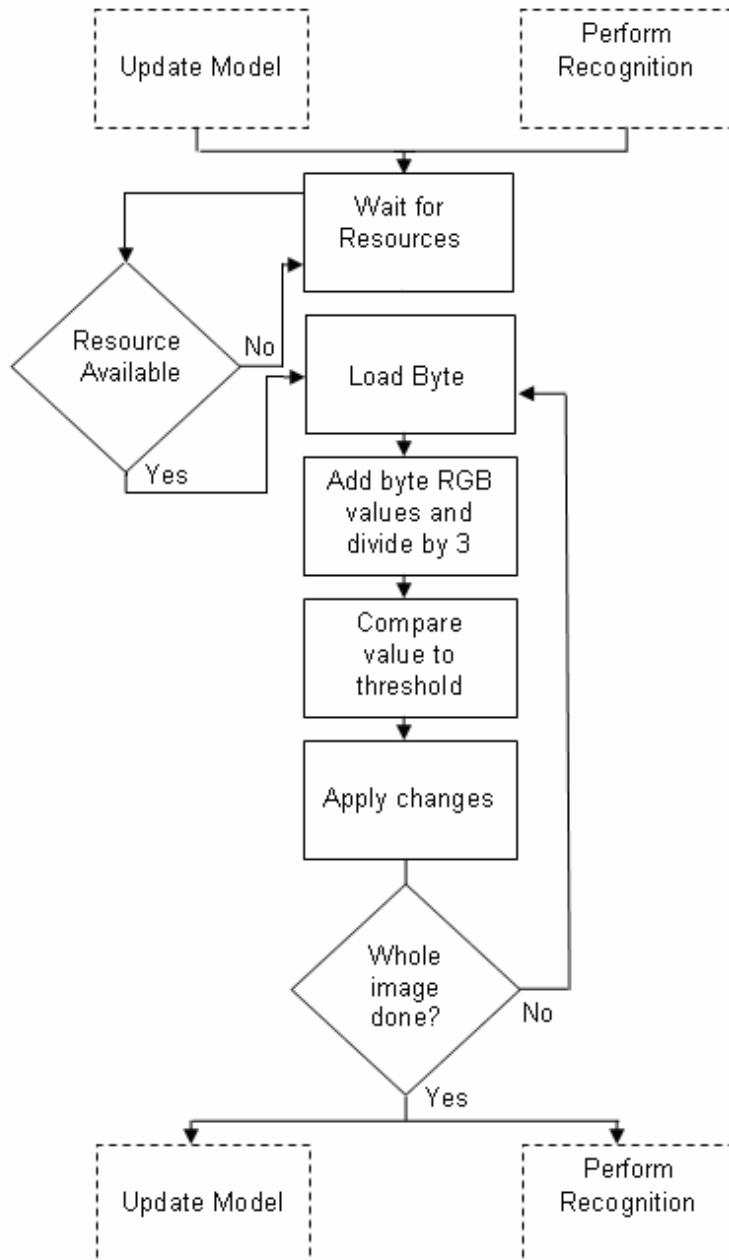 Update Model
Perform
Recognition
Wait for
Resources
Resource
Available
No
Load Byte
Yes
Add byte RGB
values and
divide by 3
Compare
value to
threshold
Apply changes
Whole
image
done?
No
Yes
Update Model
Perform
Recognition